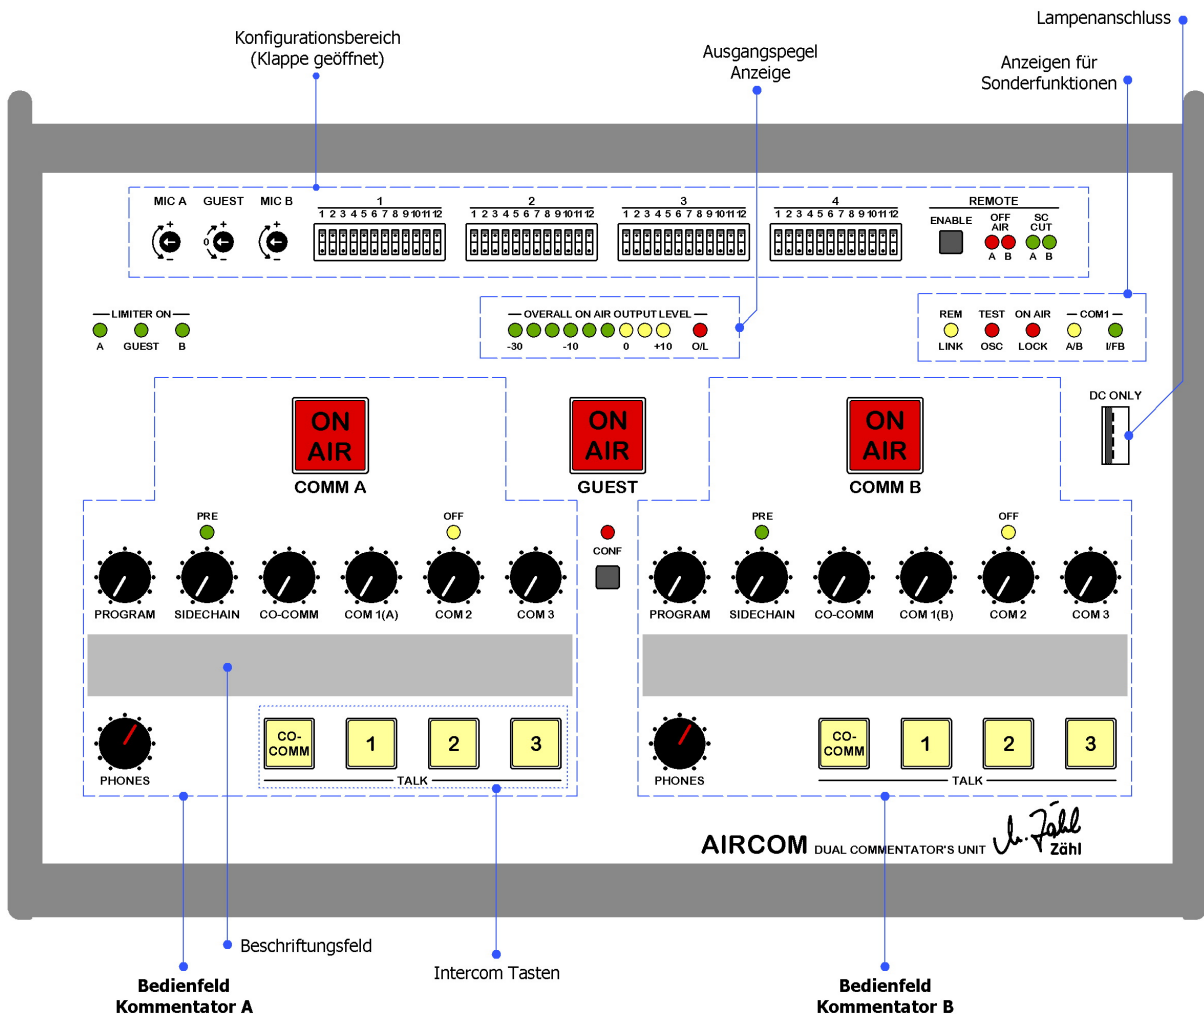 Lampenanschluss
Konfigurationsbereich
(Klappe geöffnet)
Ausgangspegel
Anzeige
Anzeigen für
Sonderfunktionen
MIC A GUEST MIC B 1 2 3 4 REMOTE
1 2 3 4 5 6 7 8 9 10 11 12 1 2 3 4 5 6 7 8 9 10 11 12 1 2 3 4 5 6 7 8 9 10 11 12 1 2 3 4 5 6 7 8 9 10 11 12
ENABLE OFF AIR SC CUT
+ + +
0
- - -
A B A B
LIMITER ON
A GUEST B
OVERALL ON AIR OUTPUT LEVEL
-30 -10 0 +10 O/L
REM TEST ON AIR COM1
LINK OSC LOCK A/B I/FB
DC ONLY
ON AIR
COMM A
ON AIR
GUEST
ON AIR
COMM B
PRE OFF
CONF
PRE OFF
PROGRAM SIDECHAIN CO-COMM COM 1(A) COM 2 COM 3
PROGRAM SIDECHAIN CO-COMM COM 1(B) COM 2 COM 3
CO-
COMM 1 2 3
PHONES TALK
CO-
COMM 1 2 3
PHONES TALK
AIRCOM DUAL COMMENTATOR'S UNIT Zähl
Beschriftungsfeld
Intercom Tasten
Bedienfeld
Kommentator A
Bedienfeld
Kommentator B